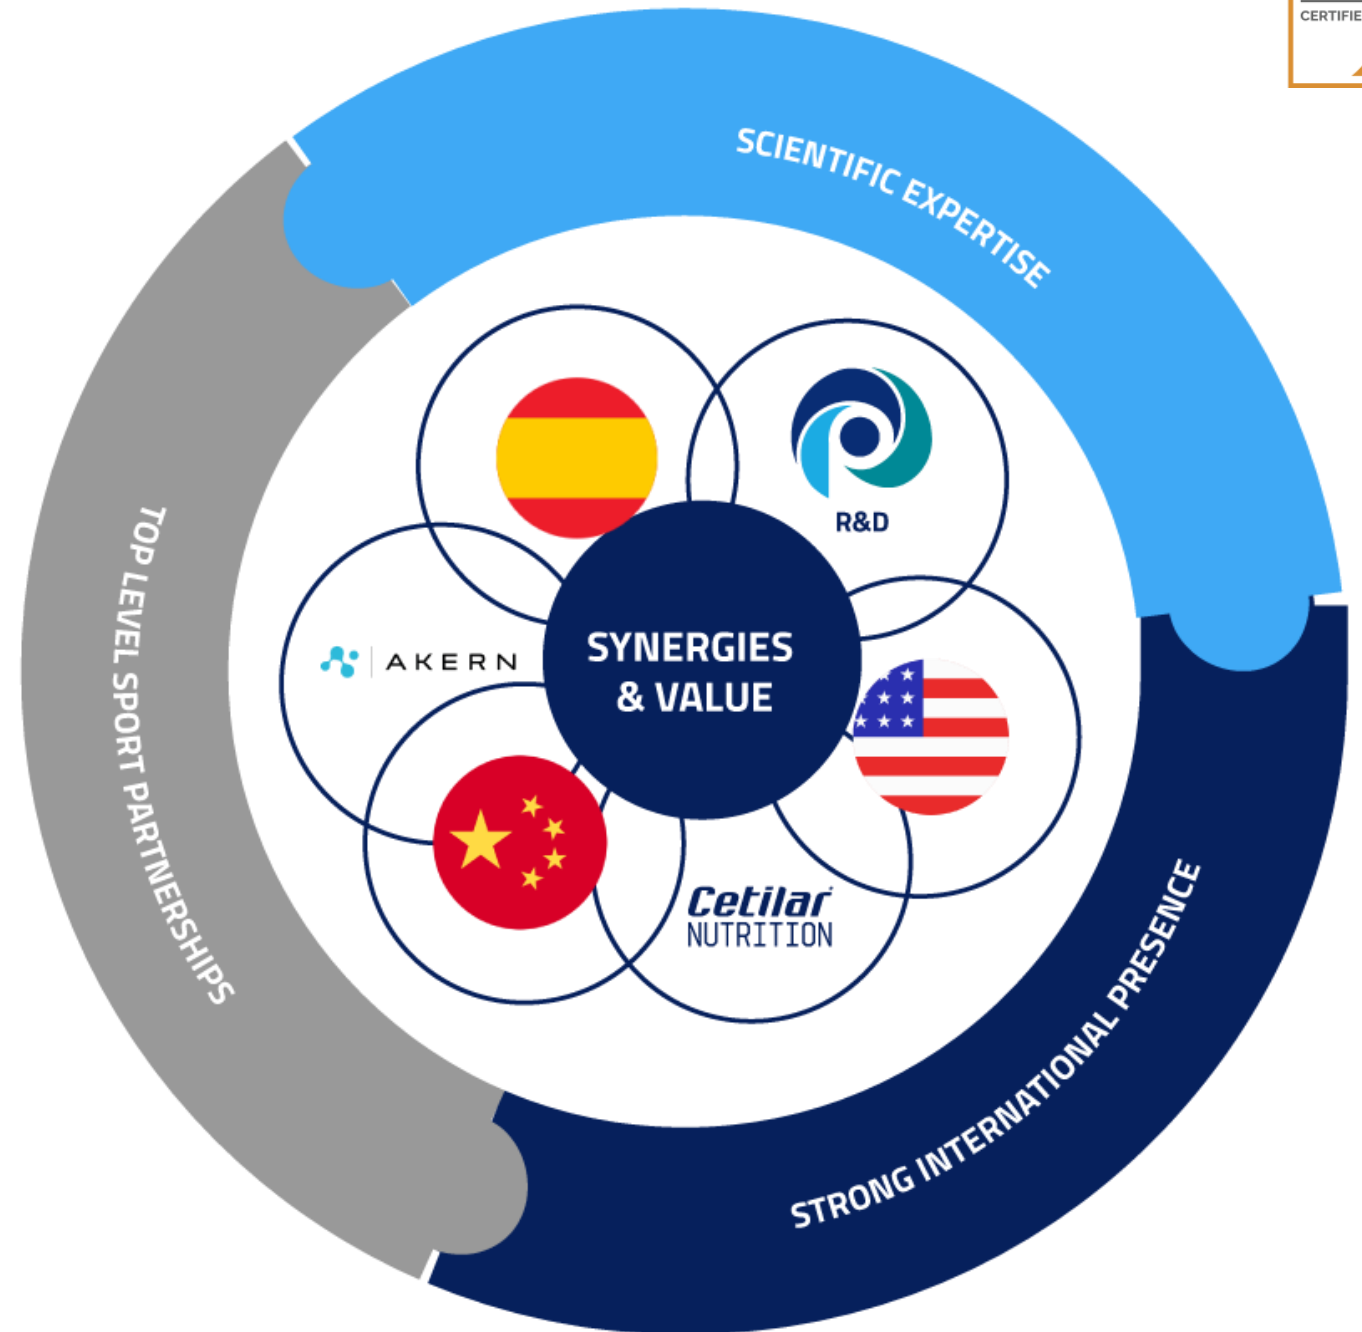 CERTIFIE
SCIENTIFIC EXPERTISE
R&D
SYNERGIES
& VALUE
AKERN
TOP LEVEL SPORT PARTNERSHIPS
Cetilar
NUTRITION
STRONG INTERNATIONAL PRESENCE